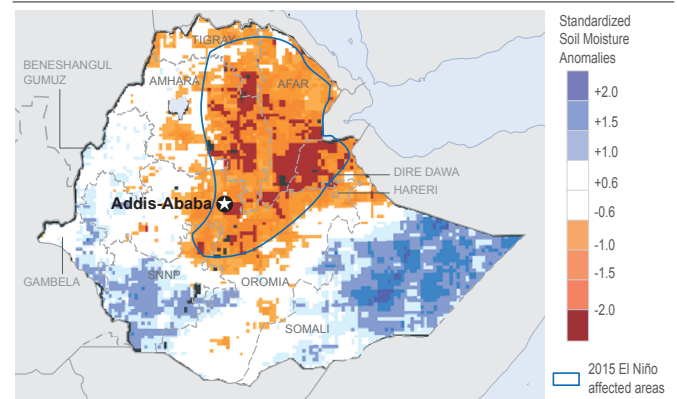 TIGRAY
BENESHANGUL
GUMUZ
AMHARA
AFAR
DIRE DAWA
HARERI
Addis-Ababa
GAMBELA
SNNP
OROMIA
SOMALI
Standardized
Soil Moisture
Anomalies
+2.0
+1.5
+1.0
+0.6
-0.6
-1.0
-1.5
-2.0
2015 El Niño
affected areas